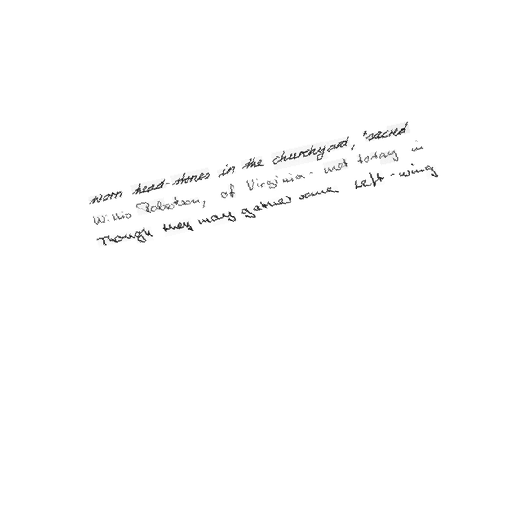 worn head-stones in the churchyard, "sacred"
Willis Robertson, of Virginia - met today in
Though they may gather some Left-wing